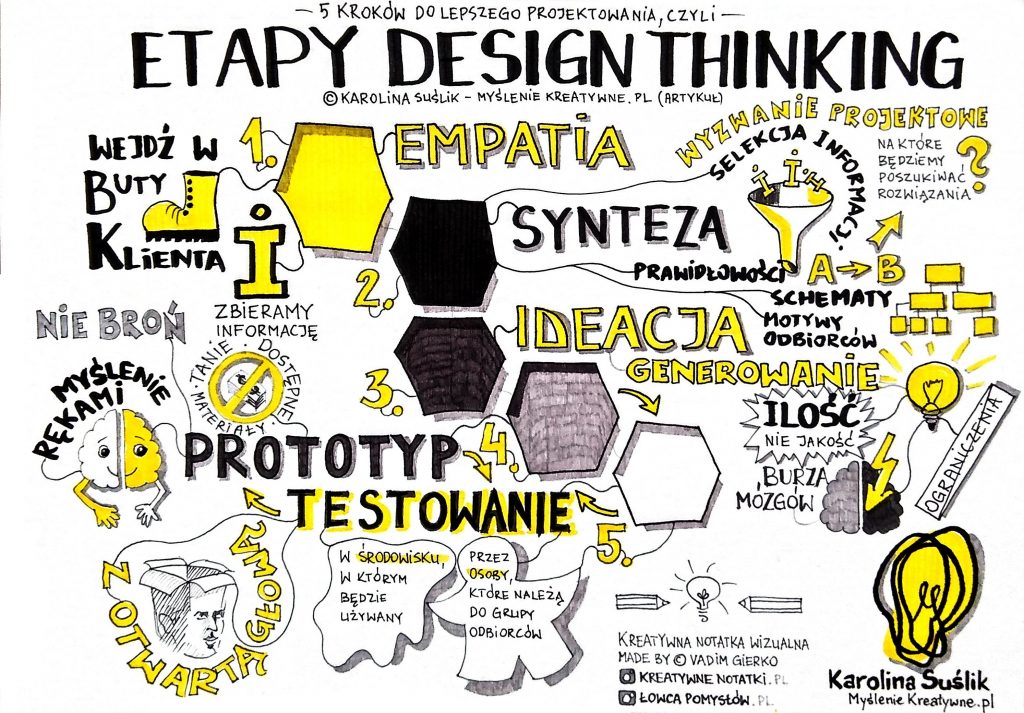 — 5 KROKÓW DO LEPSZEGO PROJEKTOWANIA, CZYLI —
ETAPY DESIGN THINKING
© KAROLINA SUŚLIK - MYŚLENIE KREATYWNE.PL (ARTYKUŁ)
1. EMPATIA
WEJDŹ W
BUTY
KLIENTA
i
ZBIERAMY
INFORMACJĘ
2. SYNTEZA
WYZWANIE PROJEKTOWE
NA KTÓRE
BĘDZIEMY
POSZUKIWAĆ
ROZWIĄZANIA
?
SELEKCJA INFORMACJI.
PRAWIDŁOWOŚCI
A → B
SCHEMATY
MOTYWY
ODBIORCÓW
3. IDEACJA
GENEROWANIE
ILOŚĆ
NIE JAKOŚĆ
BURZA
MÓZGÓW
OGRANICZENIA
4. PROTOTYP
NIE BROŃ
MYŚLENIE
RĘKAMI
· TANIE · DOSTĘPNE ·
MATERIAŁY
5. TESTOWANIE
Z OTWARTĄ GŁOWĄ
W ŚRODOWISKU,
W KTÓRYM
BĘDZIE
UŻYWANY
PRZEZ
OSOBY,
KTÓRE NALEŻĄ
DO GRUPY
ODBIORCÓW
KREATYWNA NOTATKA WIZUALNA
MADE BY © VADIM GIERKO
KREATYWNE NOTATKI.PL
ŁOWCA POMYSŁÓW.PL
Karolina Suślik
Myślenie Kreatywne.pl